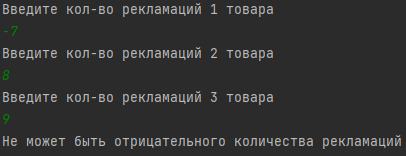 Введите кол-во рекламаций 1 товара
-7
Введите кол-во рекламаций 2 товара
8
Введите кол-во рекламаций 3 товара
9
Не может быть отрицательного количества рекламаций